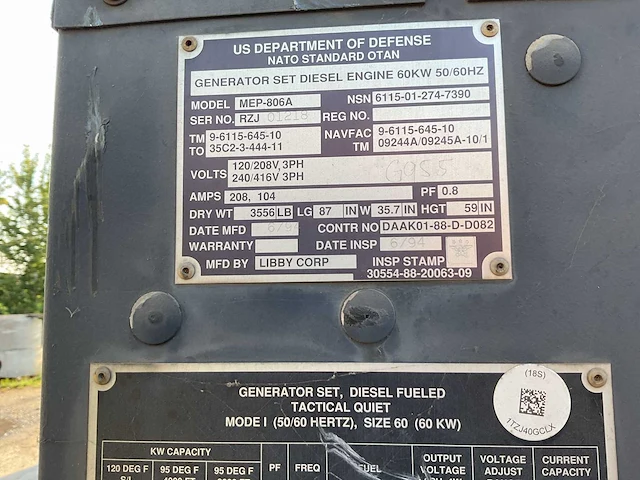 US DEPARTMENT OF DEFENSE
NATO STANDARD OTAN
GENERATOR SET DIESEL ENGINE 60KW 50/60HZ
MODEL MEP-806A NSN 6115-01-274-7390
SER NO. RZJ 01218 REG NO.
TM 9-6115-645-10 NAVFAC 9-6115-645-10
TO 35C2-3-444-11 TM 09244A/09245A-10/1
VOLTS 120/208V, 3PH
240/416V 3PH
G955
AMPS 208, 104 PF 0.8
DRY WT 3556 LB LG 87 IN W 35.7 IN HGT 59 IN
DATE MFD CONTR NO DAAK01-88-D-D082
WARRANTY DATE INSP 6/94
MFD BY LIBBY CORP INSP STAMP
30554-88-20063-09
GENERATOR SET, DIESEL FUELED
TACTICAL QUIET
MODE I (50/60 HERTZ), SIZE 60 (60 KW)
(18S)
1TZJ40GCLX
KW CAPACITY
120 DEG F 95 DEG F 95 DEG F PF FREQ FUEL OUTPUT VOLTAGE VOLTAGE ADJUST CURRENT CAPACITY